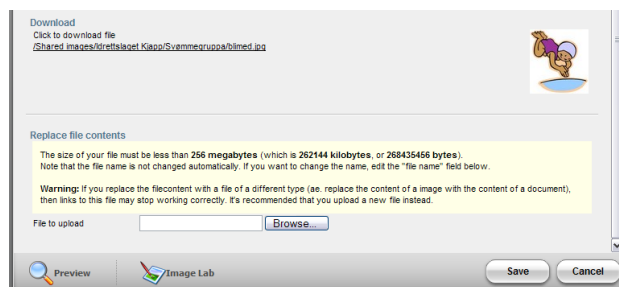 Download
Click to download file
/Shared images/Idrettslaget Kjapp/Svømmegruppa/blimed.jpg
Replace file contents
The size of your file must be less than 256 megabytes (which is 262144 kilobytes, or 268435456 bytes).
Note that the file name is not changed automatically. If you want to change the name, edit the "file name" field below.
Warning: If you replace the filecontent with a file of a different type (ae. replace the content of a image with the content of a document),
then links to this file may stop working correctly. It's recommended that you upload a new file instead.
File to upload Browse...
Preview Image Lab Save Cancel